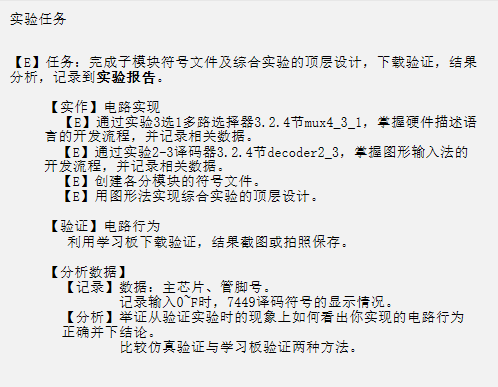 实验任务
【E】任务：完成子模块符号文件及综合实验的顶层设计，下载验证，结果
分析，记录到实验报告。
【实作】电路实现
【E】通过实验3选1多路选择器3.2.4节mux4_3_1，掌握硬件描述语
言的开发流程，并记录相关数据。
【E】通过实验2-3译码器3.2.4节decoder2_3，掌握图形输入法的
开发流程，并记录相关数据。
【E】创建各分模块的符号文件。
【E】用图形法实现综合实验的顶层设计。
【验证】电路行为
利用学习板下载验证，结果截图或拍照保存。
【分析数据】
【记录】数据：主芯片、管脚号。
记录输入0~F时，7449译码符号的显示情况。
【分析】举证从验证实验时的现象上如何看出你实现的电路行为
正确并下结论。
比较仿真验证与学习板验证两种方法。